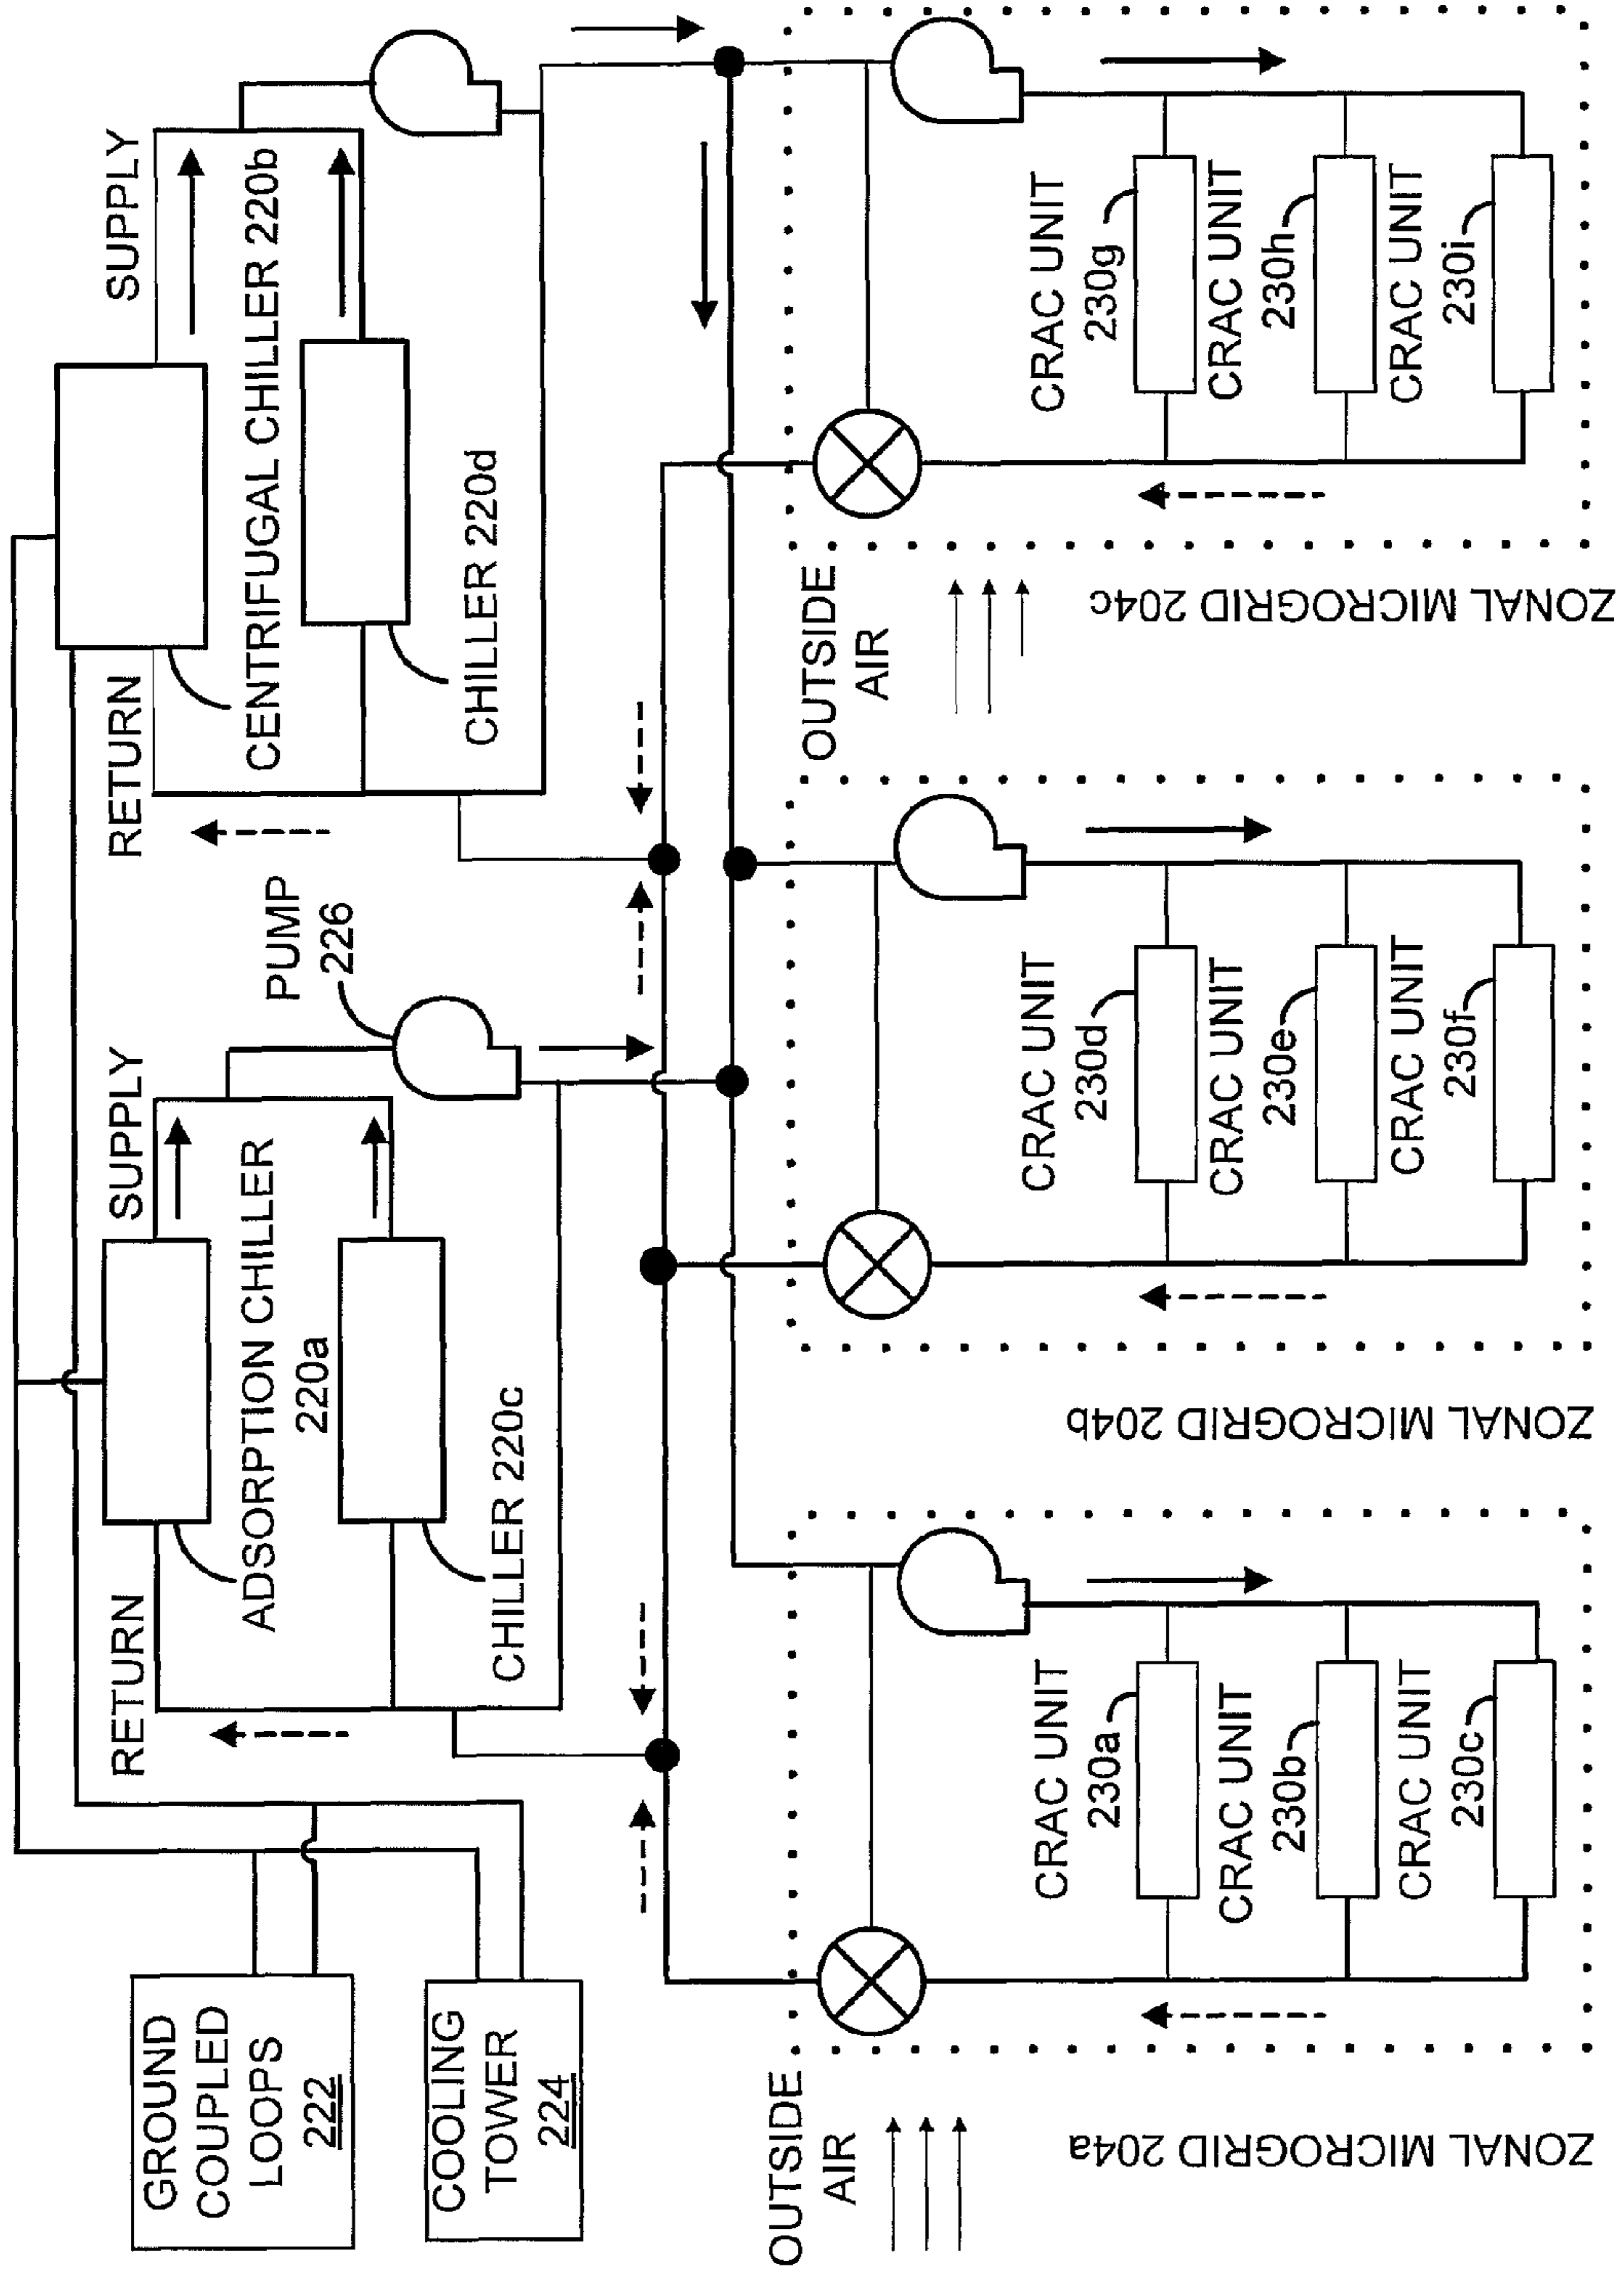 GROUND
COUPLED
LOOPS
222
COOLING
TOWER
224
RETURN
SUPPLY
ADSORPTION CHILLER
220a
CHILLER 220c
PUMP
226
RETURN
SUPPLY
CENTRIFUGAL CHILLER 220b
CHILLER 220d
OUTSIDE
AIR
CRAC UNIT
230a
CRAC UNIT
230b
CRAC UNIT
230c
ZONAL MICROGRID 204a
CRAC UNIT
230d
CRAC UNIT
230e
CRAC UNIT
230f
ZONAL MICROGRID 204b
OUTSIDE
AIR
CRAC UNIT
230g
CRAC UNIT
230h
CRAC UNIT
230i
ZONAL MICROGRID 204c